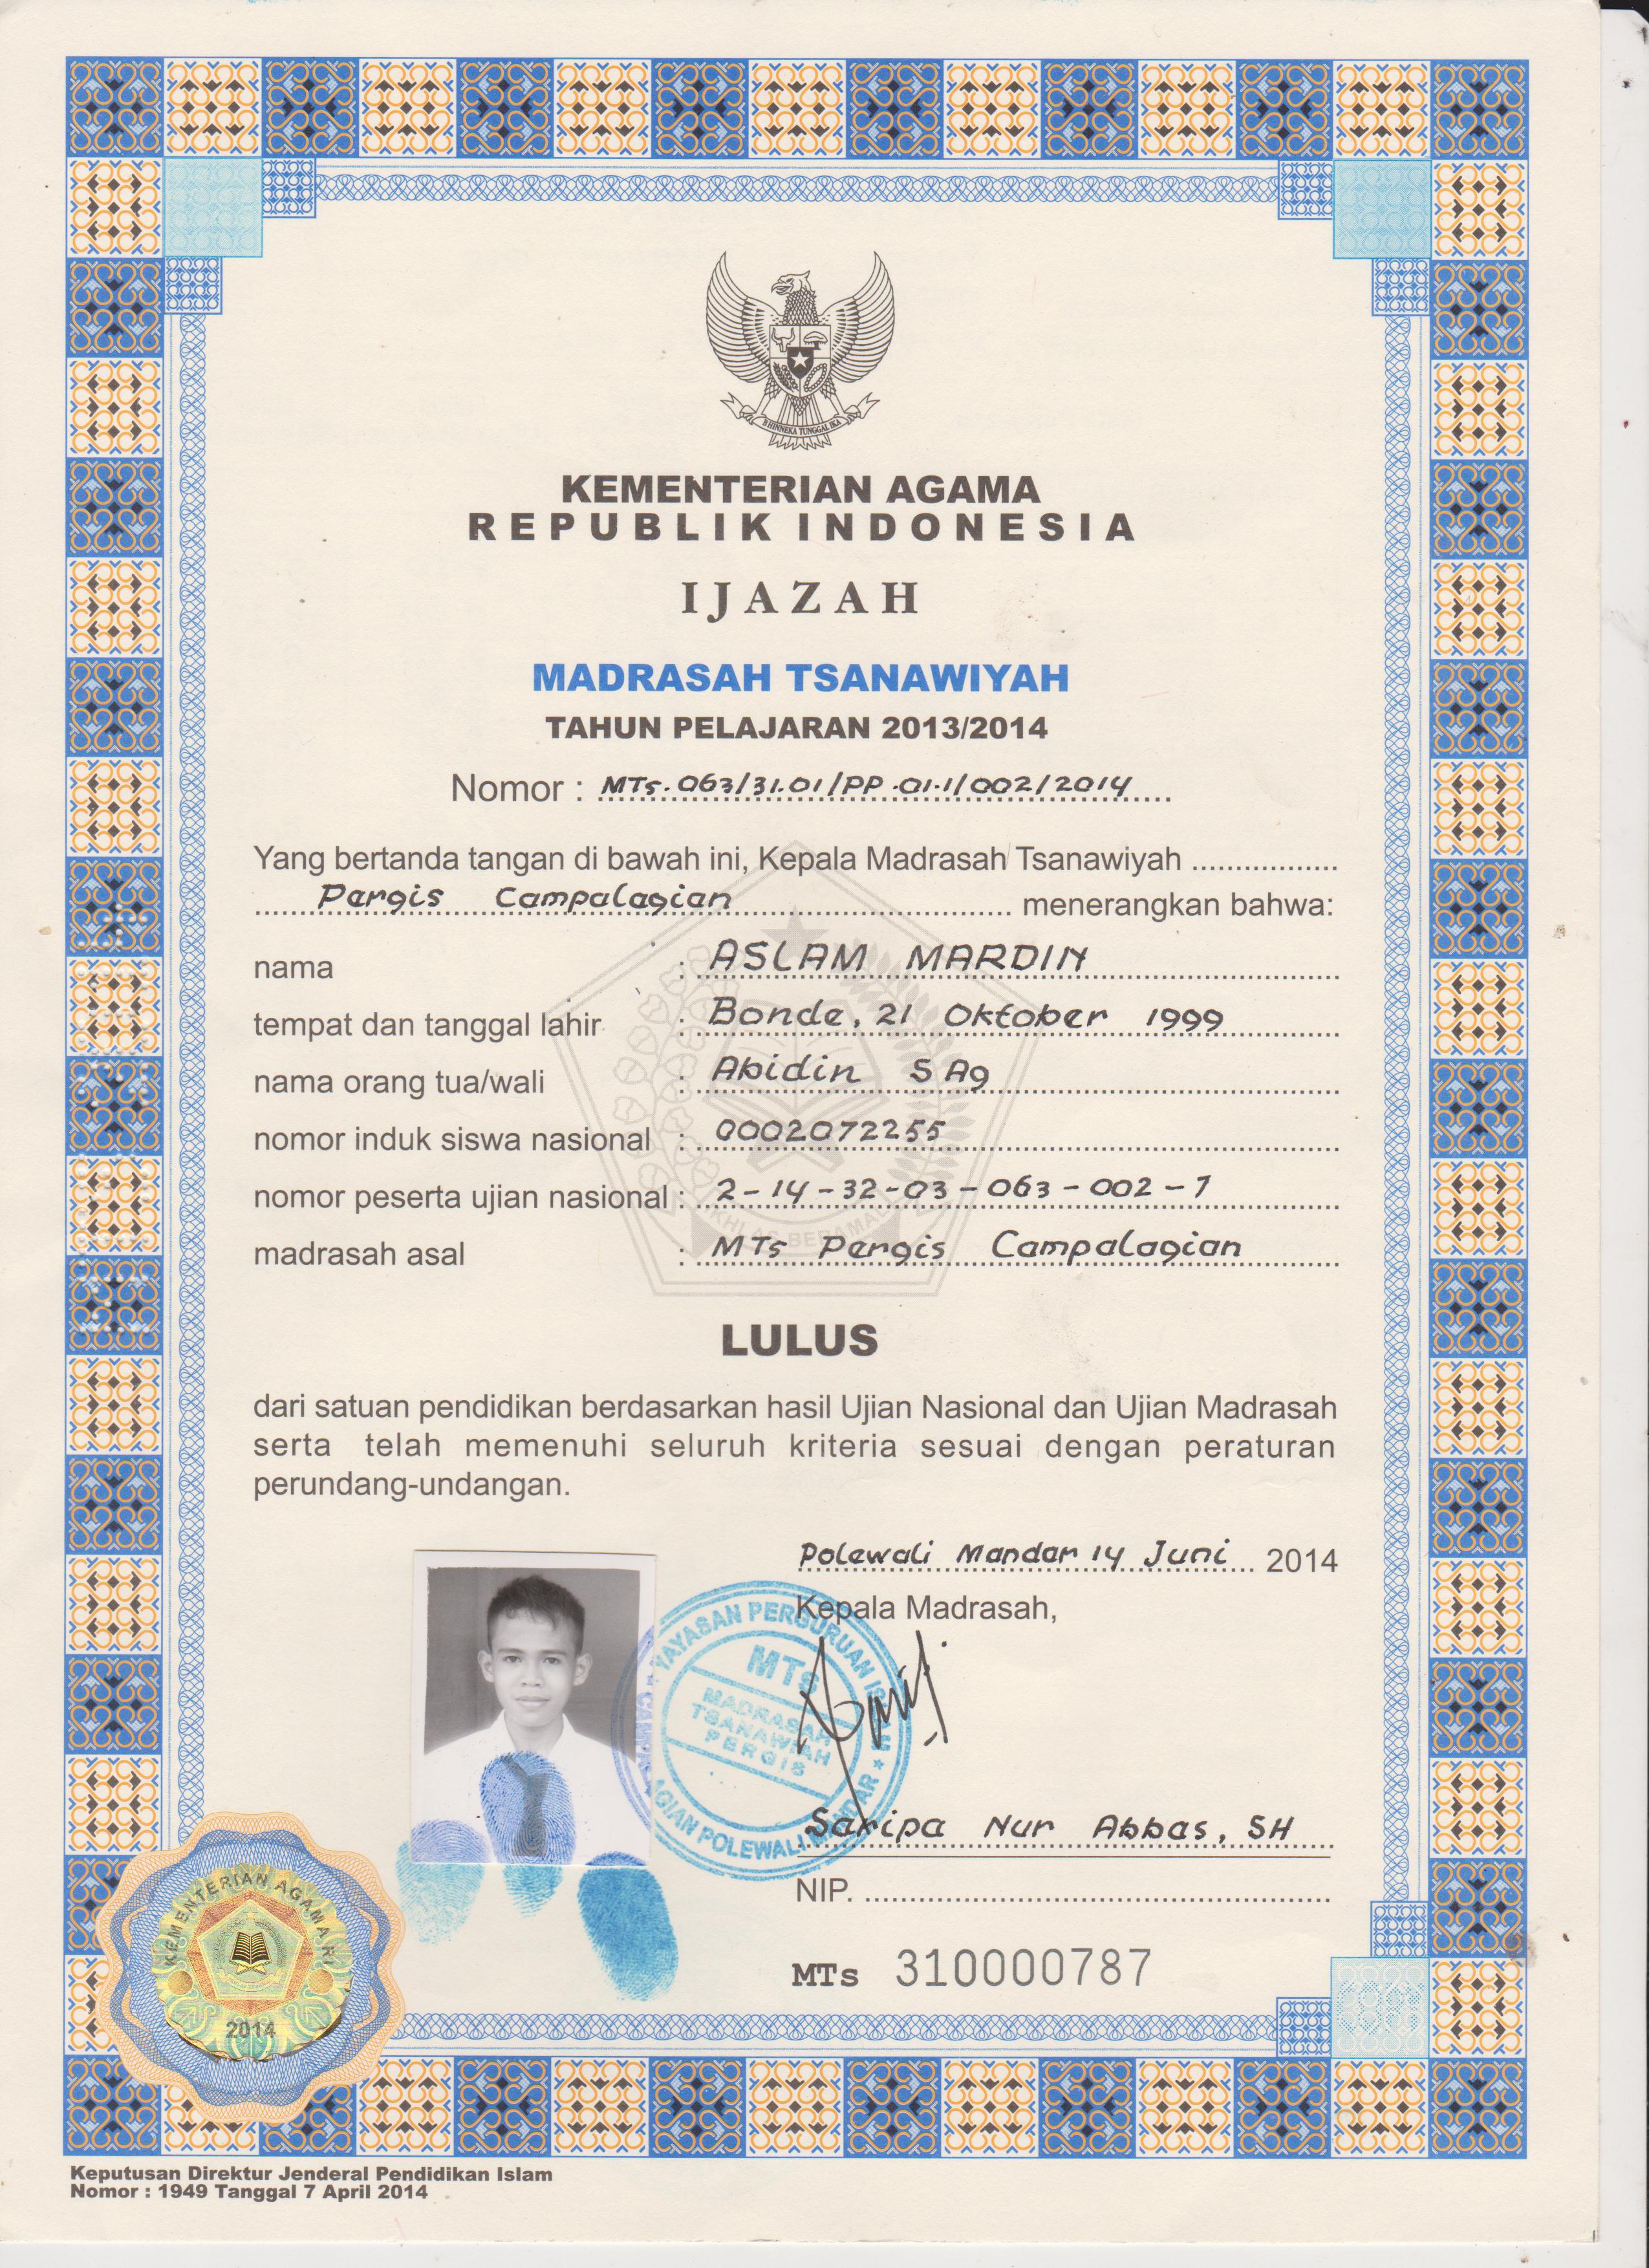 BHINNEKA TUNGGAL IKA
KEMENTERIAN AGAMA
REPUBLIK INDONESIA
IJAZAH
MADRASAH TSANAWIYAH
TAHUN PELAJARAN 2013/2014
Nomor : MTs.063/31.01/PP.01.1/002/2014
Yang bertanda tangan di bawah ini, Kepala Madrasah Tsanawiyah ..................
Pergis Campalagian menerangkan bahwa:
nama : ASLAM MARDIN
tempat dan tanggal lahir : Bonde, 21 Oktober 1999
nama orang tua/wali : Abidin S Ag
nomor induk siswa nasional : 0002072255
nomor peserta ujian nasional : 2-14-32-03-063-002-7
madrasah asal : MTs Pergis Campalagian
IKHLAS BERAMAL
LULUS
dari satuan pendidikan berdasarkan hasil Ujian Nasional dan Ujian Madrasah
serta telah memenuhi seluruh kriteria sesuai dengan peraturan
perundang-undangan.
Polewali Mandar 14 Juni 2014
Kepala Madrasah,
YAYASAN PERGURUAN
MTs
MADRASAH
TSANAWIAH
PERGIS
POLEWALI MANDAR
Saripa Nur Abbas, SH
NIP. ..................
MTs 310000787
KEMENTERIAN AGAMA RI
2014
Keputusan Direktur Jenderal Pendidikan Islam
Nomor : 1949 Tanggal 7 April 2014